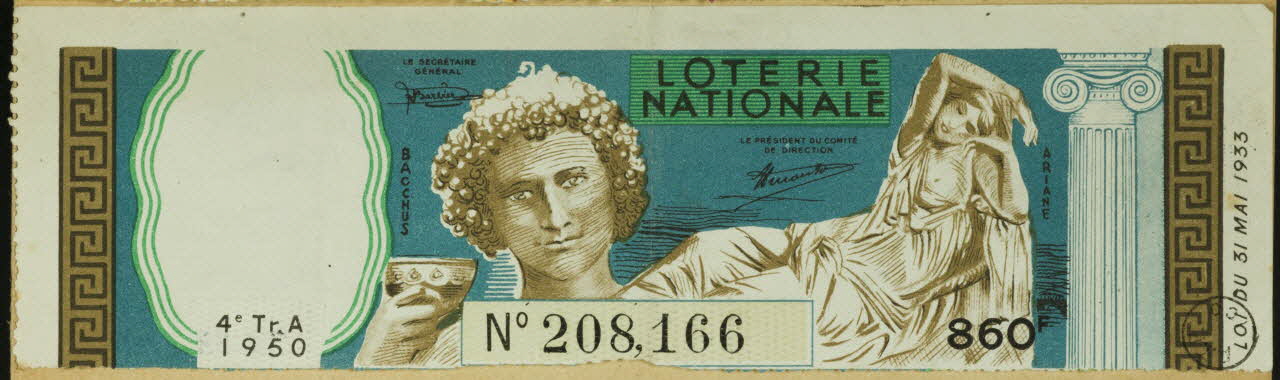 LE SECRÉTAIRE
GÉNÉRAL
LOTERIE
NATIONALE
LE PRÉSIDENT DU COMITÉ
DE DIRECTION
BACCHUS
ARIANE
4e Tr. A
1950
No 208,166
860F
LOI DU 31 MAI 1933